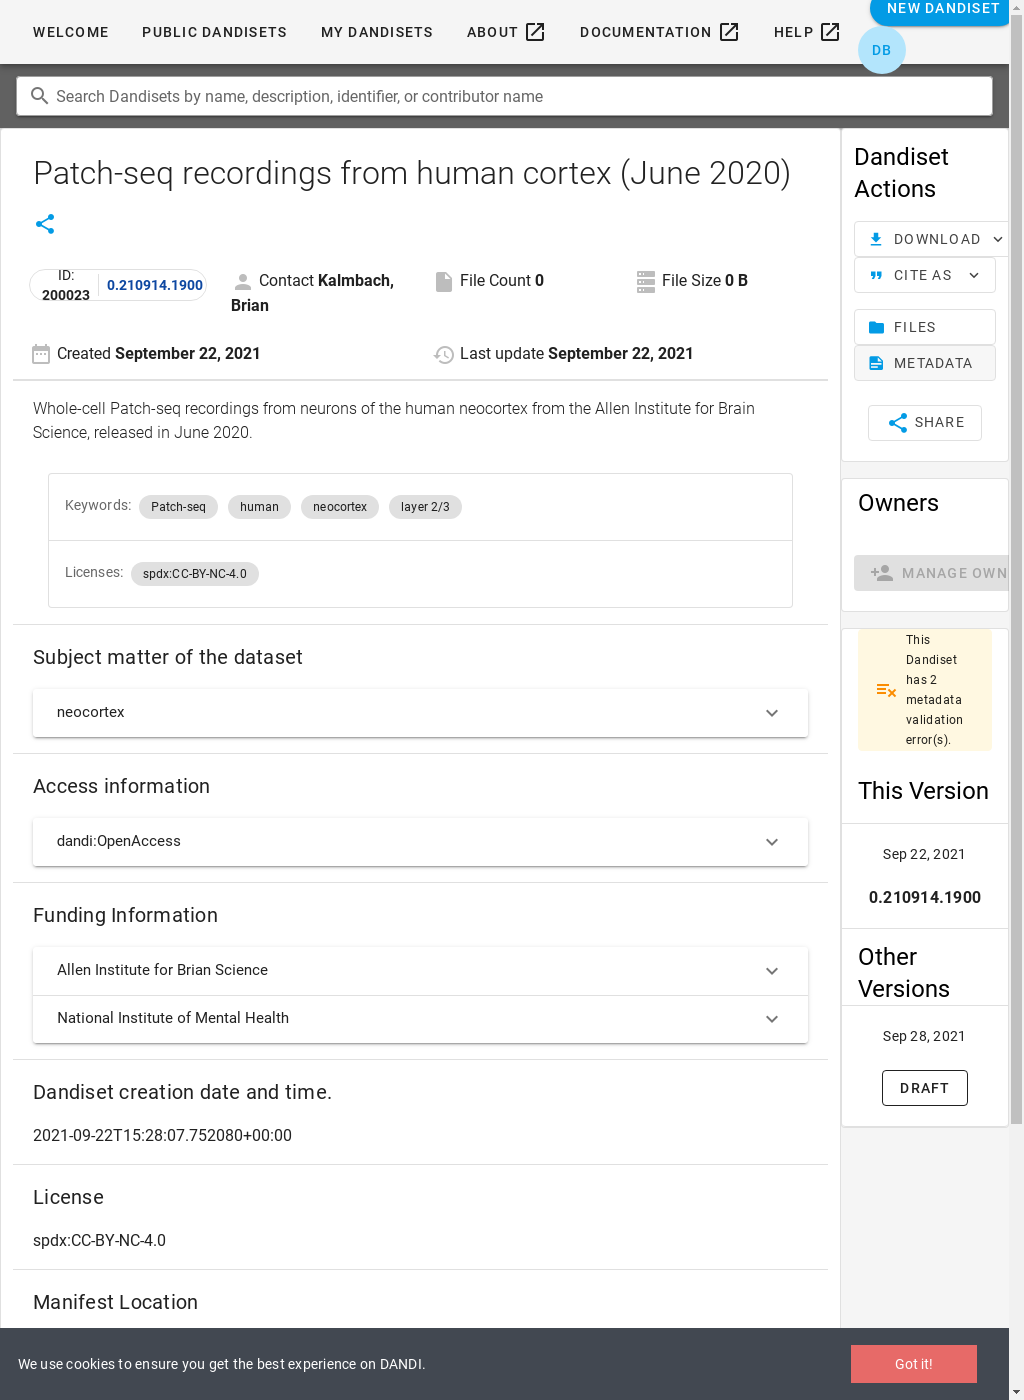 WELCOME PUBLIC DANDISETS MY DANDISETS ABOUT DOCUMENTATION HELP NEW DANDISET
DB
Search Dandisets by name, description, identifier, or contributor name
Patch-seq recordings from human cortex (June 2020)
ID: 200023 0.210914.1900
Contact Kalmbach, Brian
File Count 0
File Size 0 B
Created September 22, 2021
Last update September 22, 2021
Whole-cell Patch-seq recordings from neurons of the human neocortex from the Allen Institute for Brain
Science, released in June 2020.
Keywords: Patch-seq human neocortex layer 2/3
Licenses: spdx:CC-BY-NC-4.0
Subject matter of the dataset
neocortex
Access information
dandi:OpenAccess
Funding Information
Allen Institute for Brian Science
National Institute of Mental Health
Dandiset creation date and time.
2021-09-22T15:28:07.752080+00:00
License
spdx:CC-BY-NC-4.0
Manifest Location
Dandiset
Actions
DOWNLOAD
CITE AS
FILES
METADATA
SHARE
Owners
MANAGE OWN
This
Dandiset
has 2
metadata
validation
error(s).
This Version
Sep 22, 2021
0.210914.1900
Other
Versions
Sep 28, 2021
DRAFT
We use cookies to ensure you get the best experience on DANDI.
Got it!